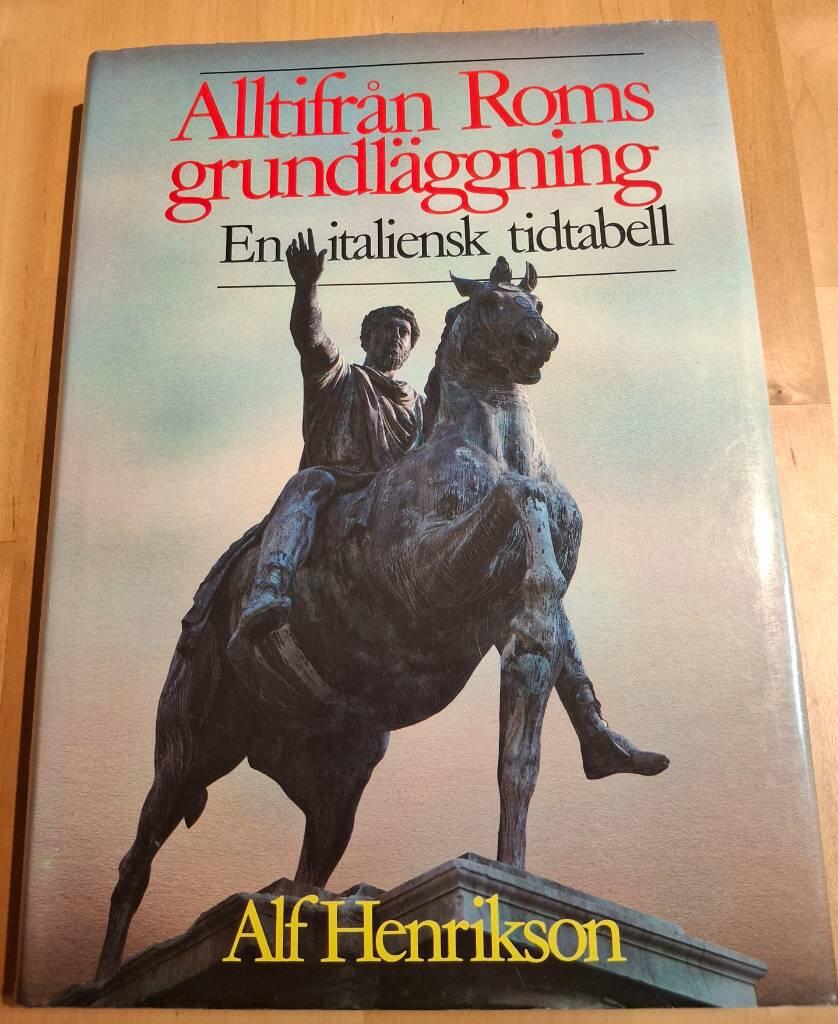 Alltifrån Roms
grundläggning
En italiensk tidtabell
Alf Henrikson